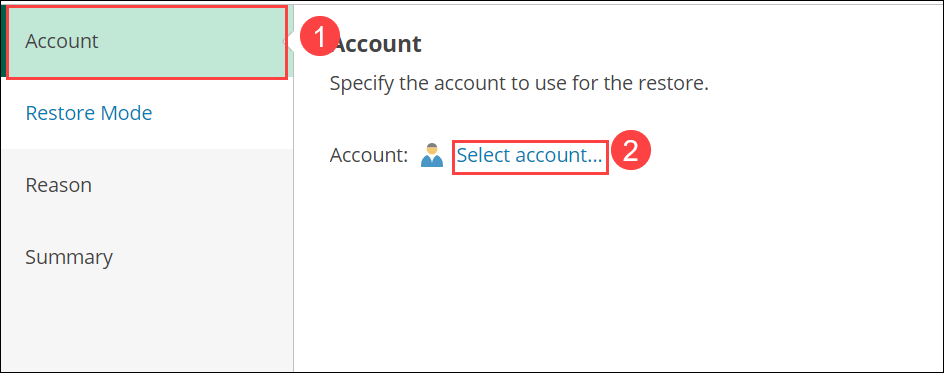 Account
1
Account
Specify the account to use for the restore.
Restore Mode
Account: Select account...
2
Reason
Summary